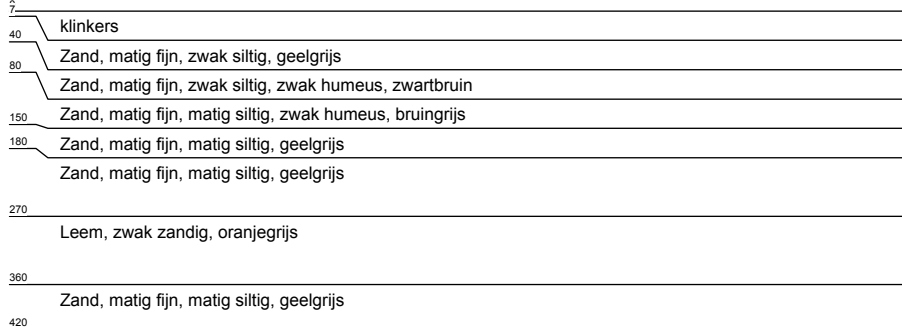 7
klinkers
40
Zand, matig fijn, zwak siltig, geelgrijs
80
Zand, matig fijn, zwak siltig, zwak humeus, zwartbruin
150
Zand, matig fijn, matig siltig, zwak humeus, bruingrijs
180
Zand, matig fijn, matig siltig, geelgrijs
Zand, matig fijn, matig siltig, geelgrijs
270
Leem, zwak zandig, oranjegrijs
360
Zand, matig fijn, matig siltig, geelgrijs
420